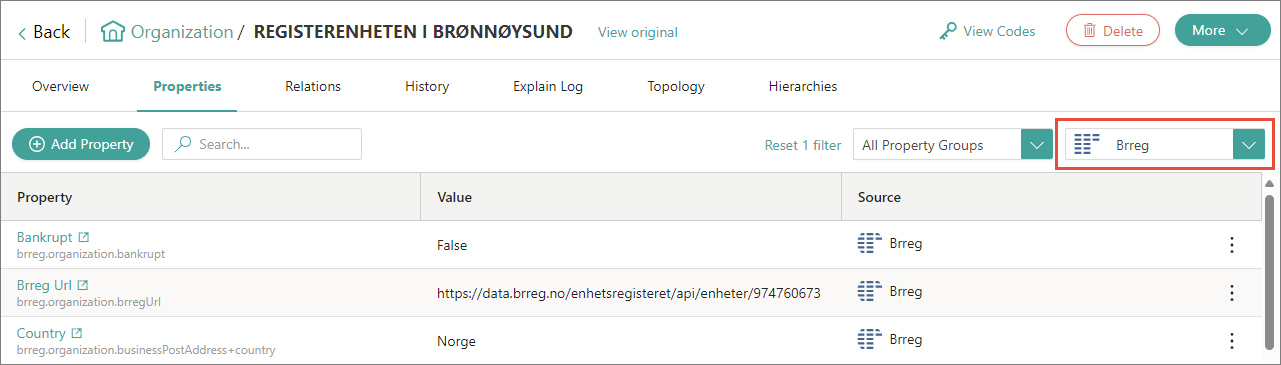 Back Organization / REGISTERENHETEN I BRØNNØYSUND View original View Codes Delete More
Overview Properties Relations History Explain Log Topology Hierarchies
Add Property Search... Reset 1 filter All Property Groups Brreg
Property Value Source
Bankrupt
brreg.organization.bankrupt
False Brreg
Brreg Url
brreg.organization.brregUrl
https://data.brreg.no/enhetsregisteret/api/enheter/974760673 Brreg
Country
brreg.organization.businessPostAddress+country
Norge Brreg